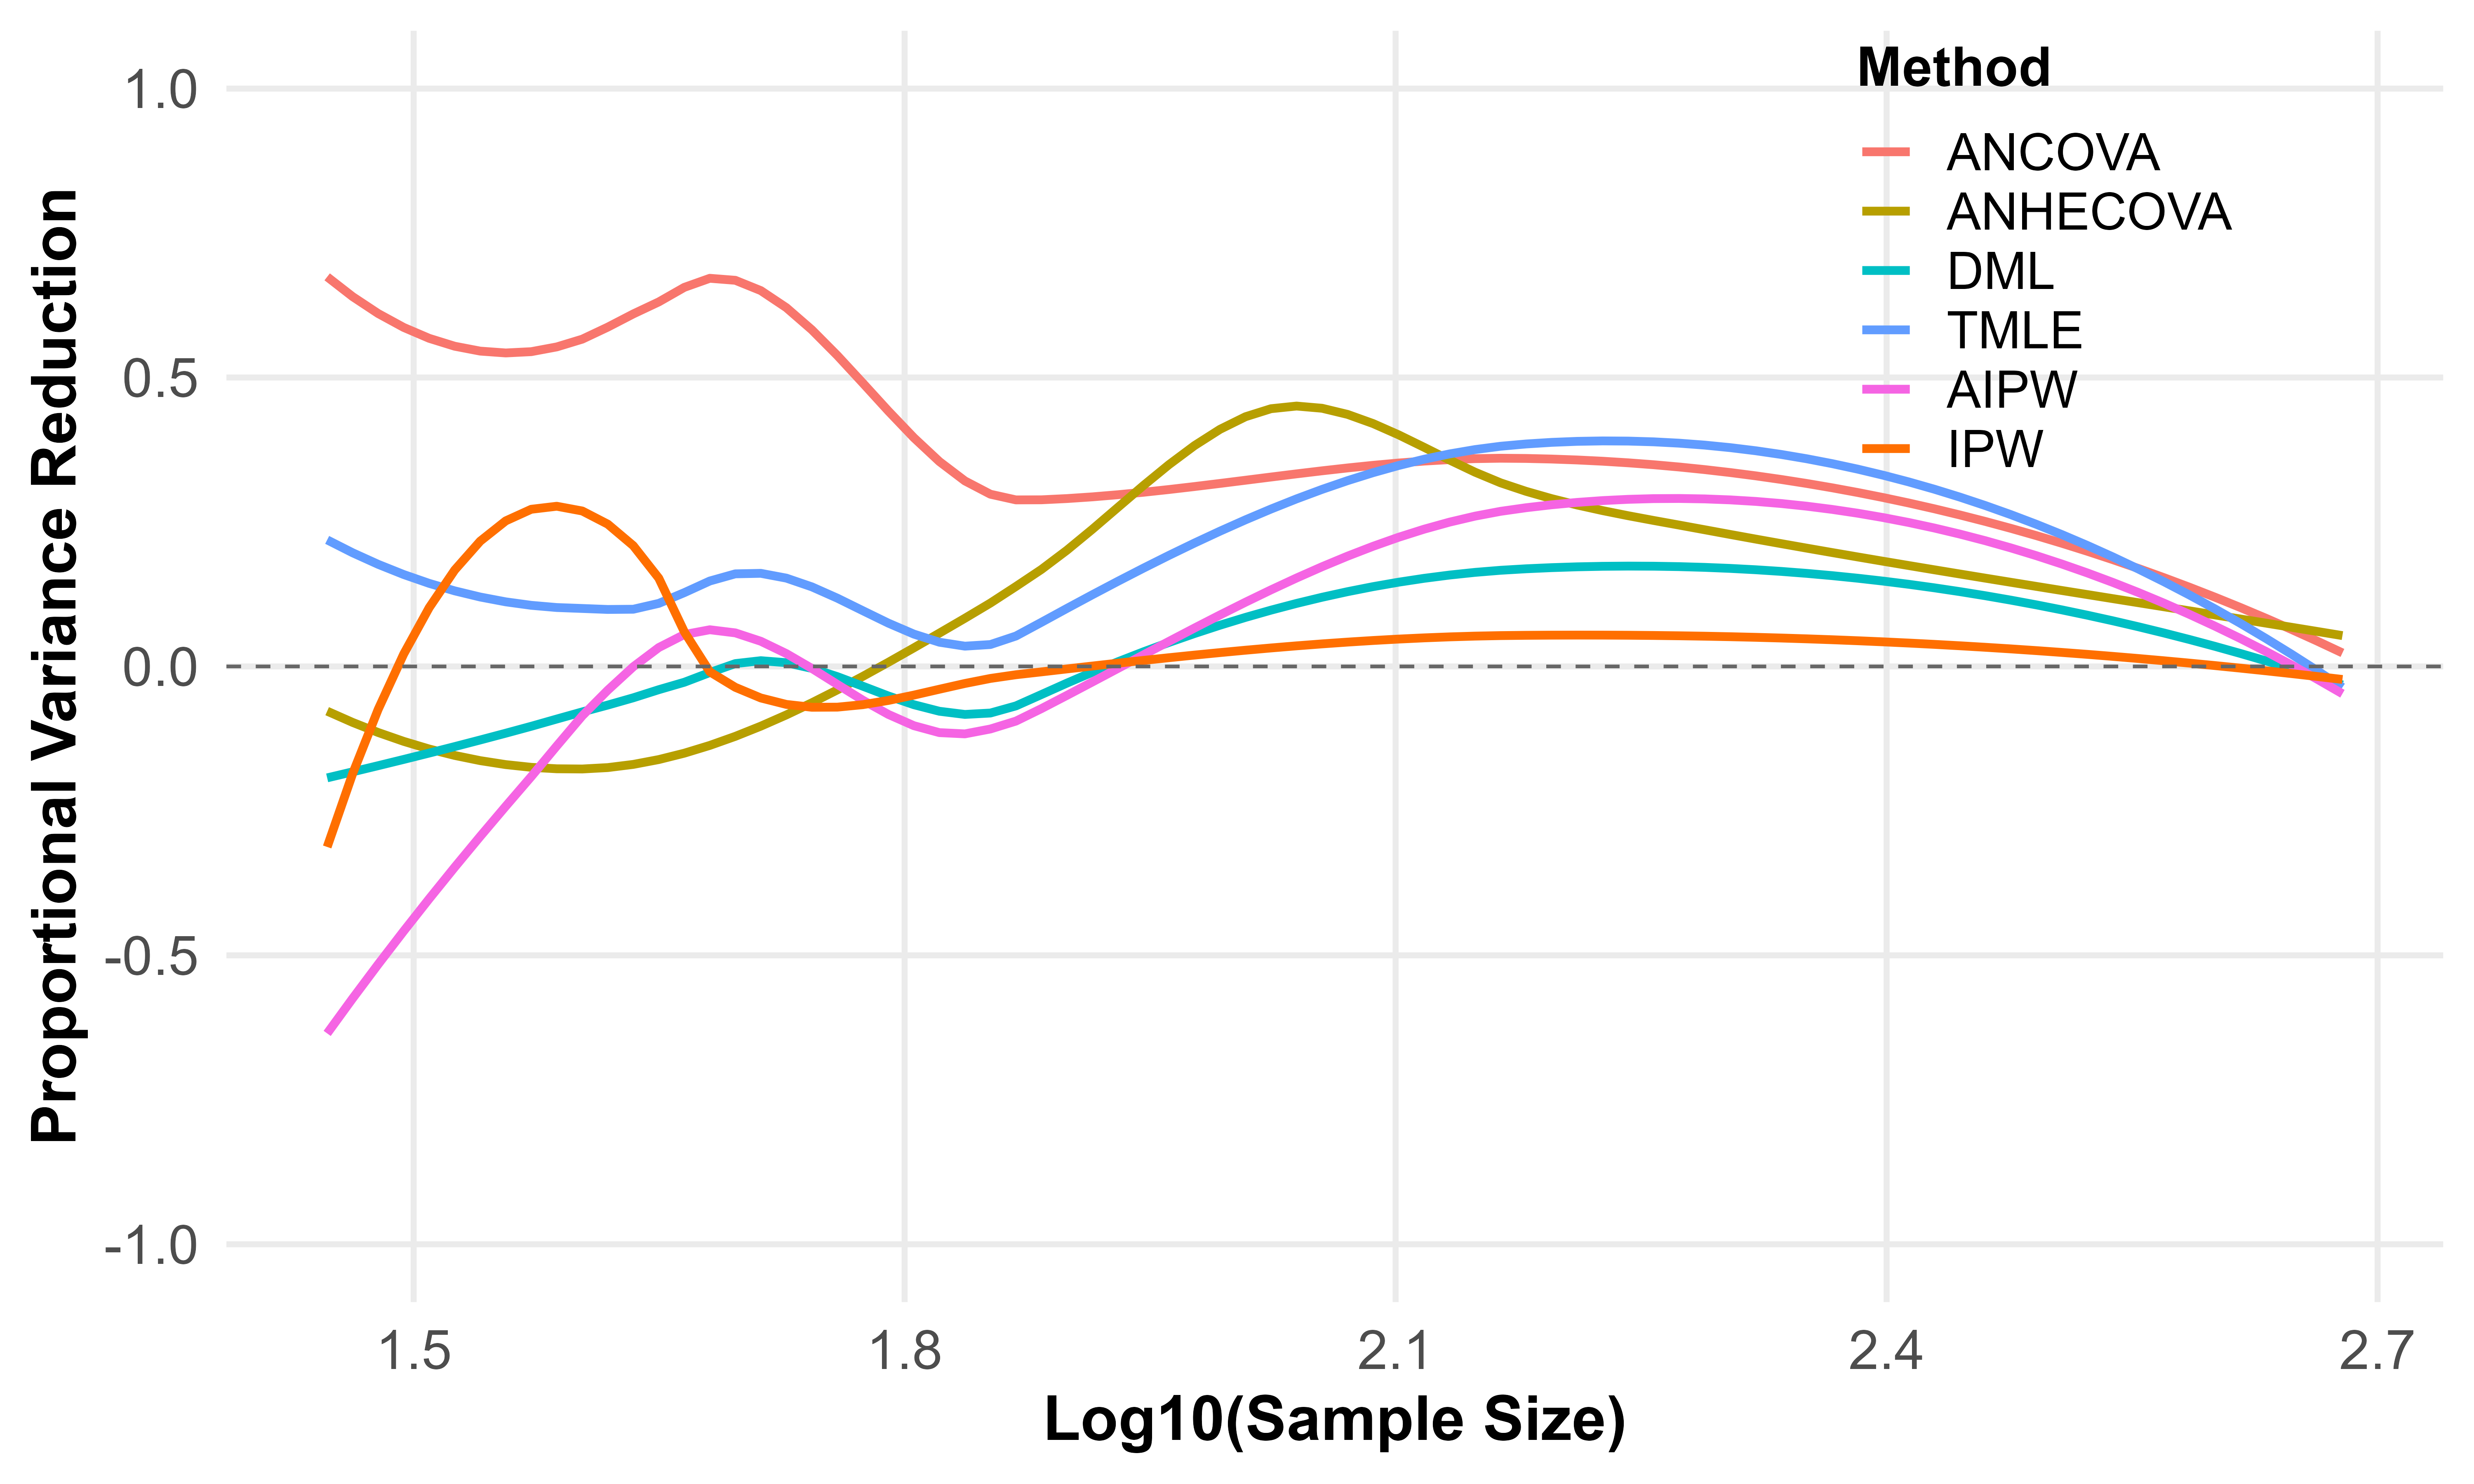 Proportional Variance Reduction
1.0
0.5
0.0
-0.5
-1.0
Method
ANCOVA
ANHECOVA
DML
TMLE
AIPW
IPW
1.5
1.8
2.1
2.4
2.7
Log10(Sample Size)